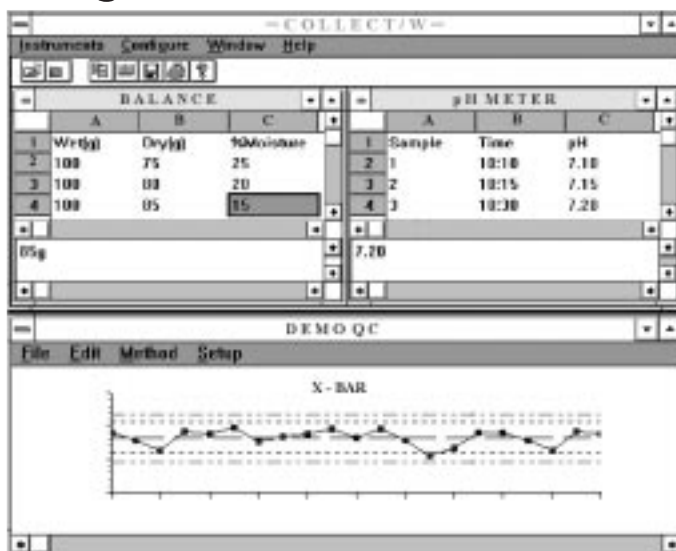 =COLLECT/W=
Instruments Configure Window Help
BALANCE
A B C
1 Wet(g) Dry(g) %Moisture
2 100 75 25
3 100 80 20
4 100 85 15
85g
pH METER
A B C
1 Sample Time pH
2 1 10:10 7.10
3 2 10:15 7.15
4 3 10:30 7.20
7.20
DEMO QC
File Edit Method Setup
X - BAR